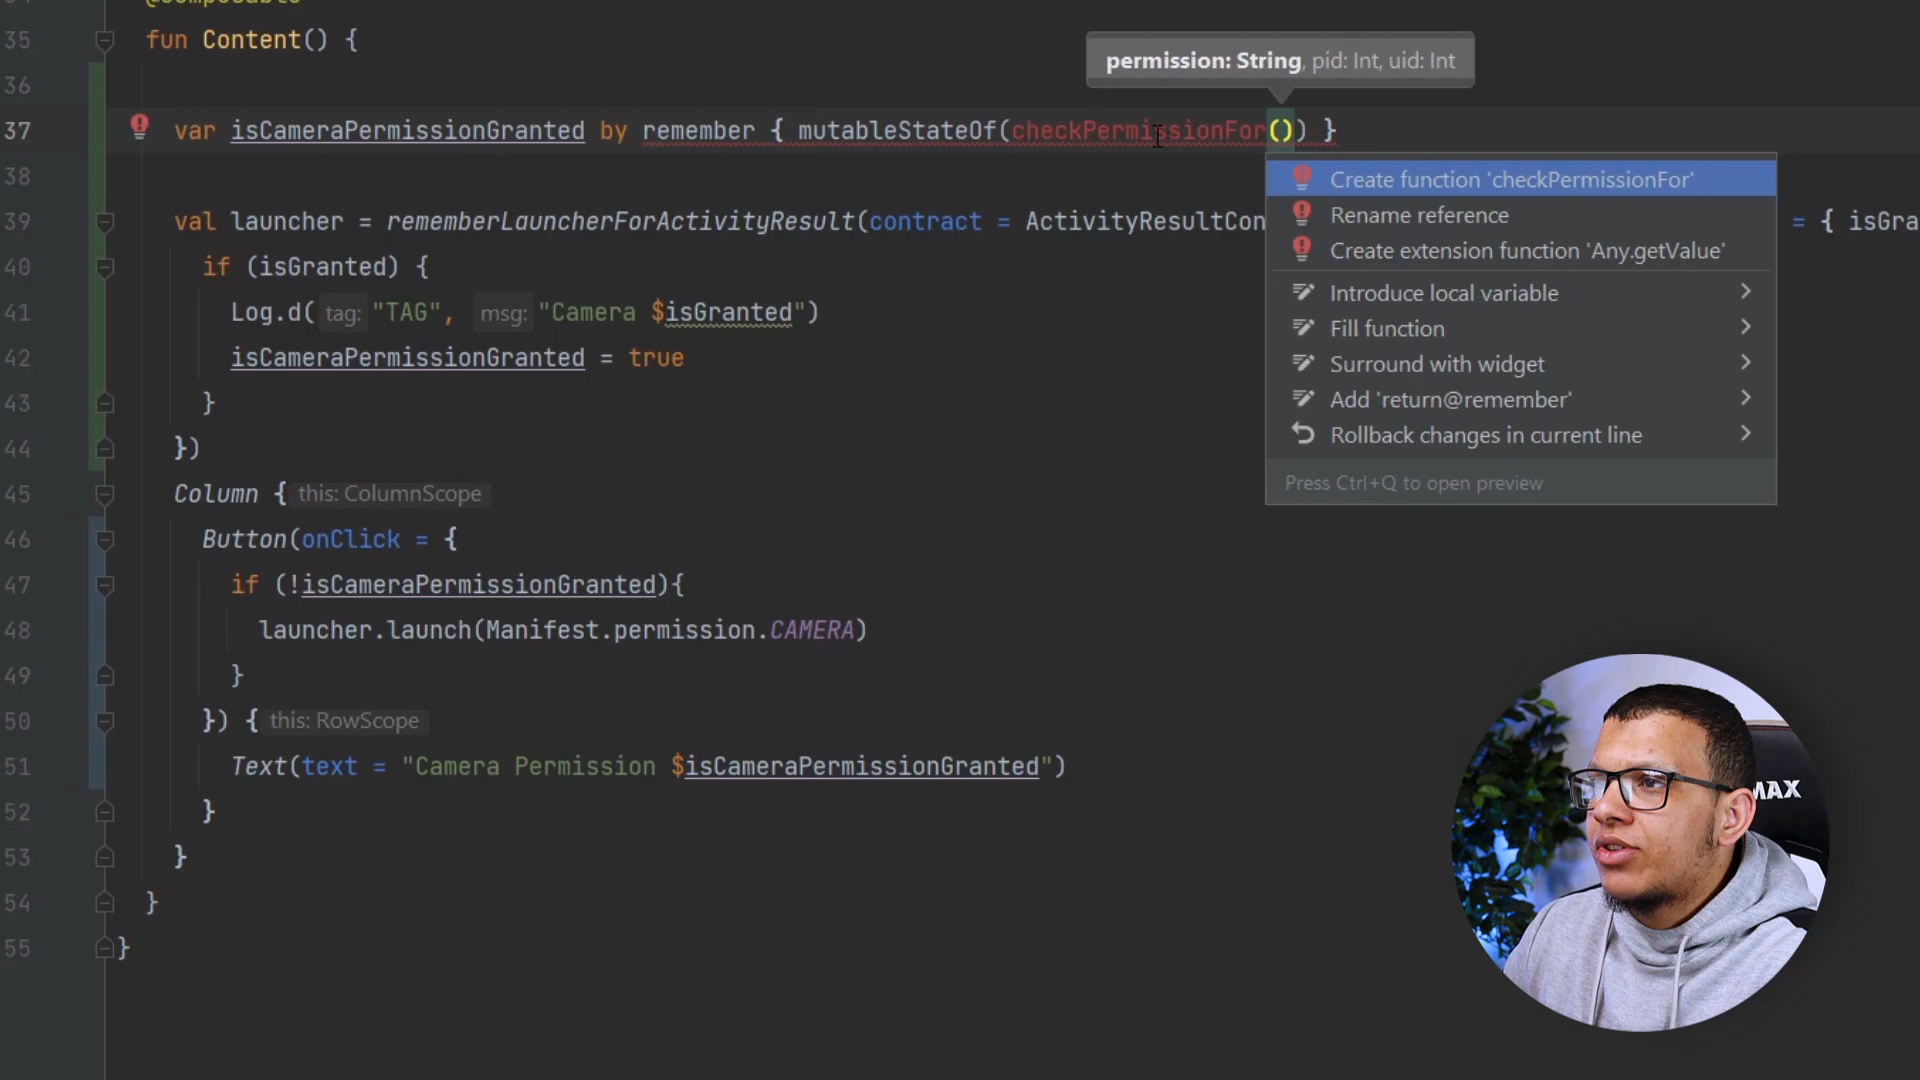 35 fun Content() {
permission: String, pid: Int, uid: Int
36
37 var isCameraPermissionGranted by remember { mutableStateOf(checkPermissionFor()) }
38
39 val launcher = rememberLauncherForActivityResult(contract = ActivityResultCon = { isGra
40 if (isGranted) {
41 Log.d( tag: "TAG", msg: "Camera $isGranted")
42 isCameraPermissionGranted = true
43 }
44 })
45 Column { this: ColumnScope
46 Button(onClick = {
47 if (!isCameraPermissionGranted){
48 launcher.launch(Manifest.permission.CAMERA)
49 }
50 }) { this: RowScope
51 Text(text = "Camera Permission $isCameraPermissionGranted")
52 }
53 }
54 }
55 }
Create function 'checkPermissionFor'
Rename reference
Create extension function 'Any.getValue'
Introduce local variable
Fill function
Surround with widget
Add 'return@remember'
Rollback changes in current line
Press Ctrl+Q to open preview
MAX